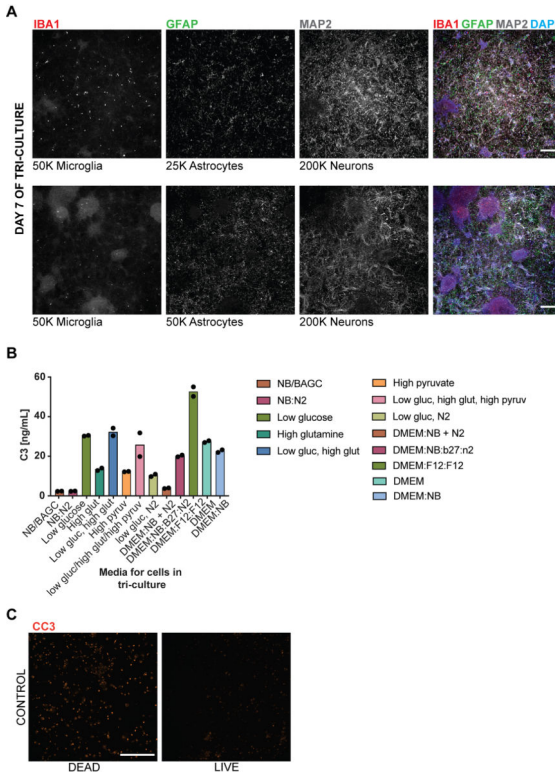 A
IBA1 GFAP MAP2 IBA1 GFAP MAP2 DAP
DAY 7 OF TRI-CULTURE
50K Microglia 25K Astrocytes 200K Neurons
50K Microglia 50K Astrocytes 200K Neurons
B
C3 [ng/mL]
60
40
20
0
NB/BAGC
NB:N2
Low glucose
High glut
Low gluc, high glut
High pyruv
low gluc/high glut/high pyruv
low gluc, N2
DMEM:NB + N2
DMEM:NB:B27:N2
DMEM:F12:F12
DMEM
DMEM:NB
Media for cells in
tri-culture
NB/BAGC
NB:N2
Low glucose
High glutamine
Low gluc, high glut
High pyruvate
Low gluc, high glut, high pyruv
Low gluc, N2
DMEM:NB + N2
DMEM:NB:b27:n2
DMEM:F12:F12
DMEM
DMEM:NB
C
CC3
CONTROL
DEAD LIVE